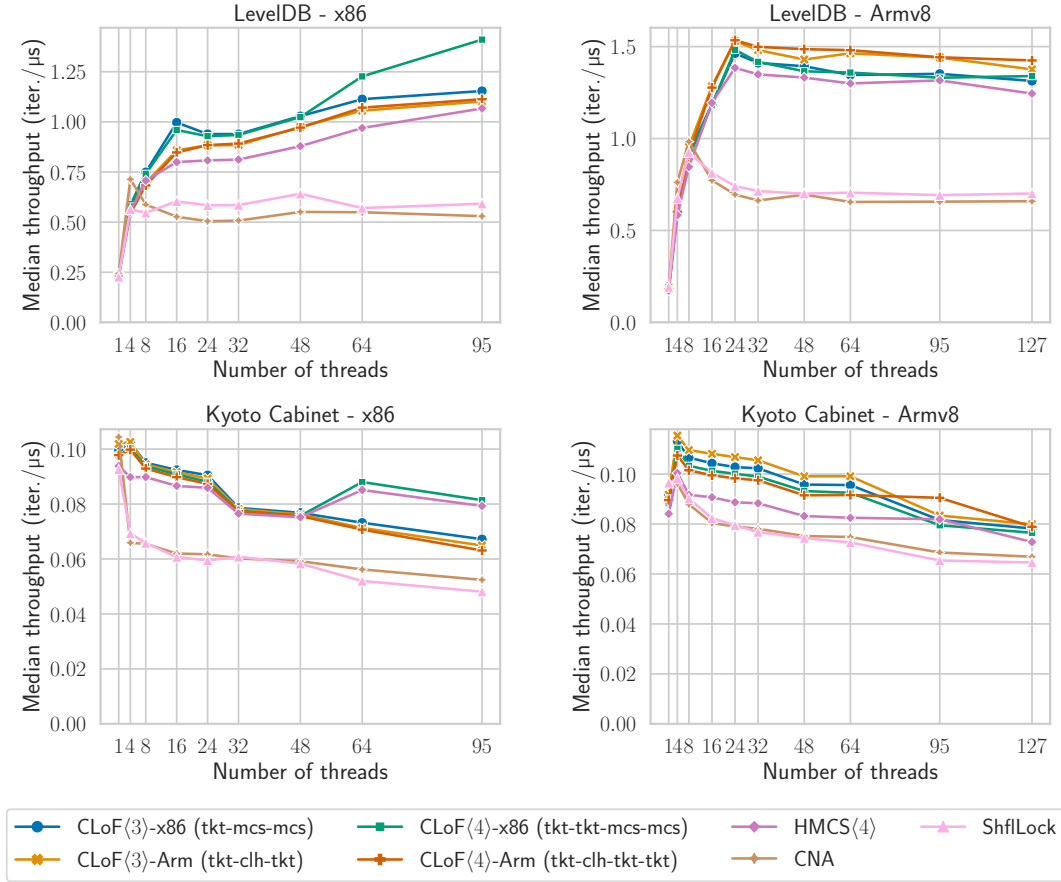 LevelDB - x86
Median throughput (iter./µs)
1.25
1.00
0.75
0.50
0.25
0.00
1 4 8 16 24 32 48 64 95
Number of threads
LevelDB - Armv8
Median throughput (iter./µs)
1.5
1.0
0.5
0.0
1 4 8 16 24 32 48 64 95 127
Number of threads
Kyoto Cabinet - x86
Median throughput (iter./µs)
0.10
0.08
0.06
0.04
0.02
0.00
1 4 8 16 24 32 48 64 95
Number of threads
Kyoto Cabinet - Armv8
Median throughput (iter./µs)
0.10
0.08
0.06
0.04
0.02
0.00
1 4 8 16 24 32 48 64 95 127
Number of threads
CLoF⟨3⟩-x86 (tkt-mcs-mcs)
CLoF⟨4⟩-x86 (tkt-tkt-mcs-mcs)
HMCS⟨4⟩
ShflLock
CLoF⟨3⟩-Arm (tkt-clh-tkt)
CLoF⟨4⟩-Arm (tkt-clh-tkt-tkt)
CNA